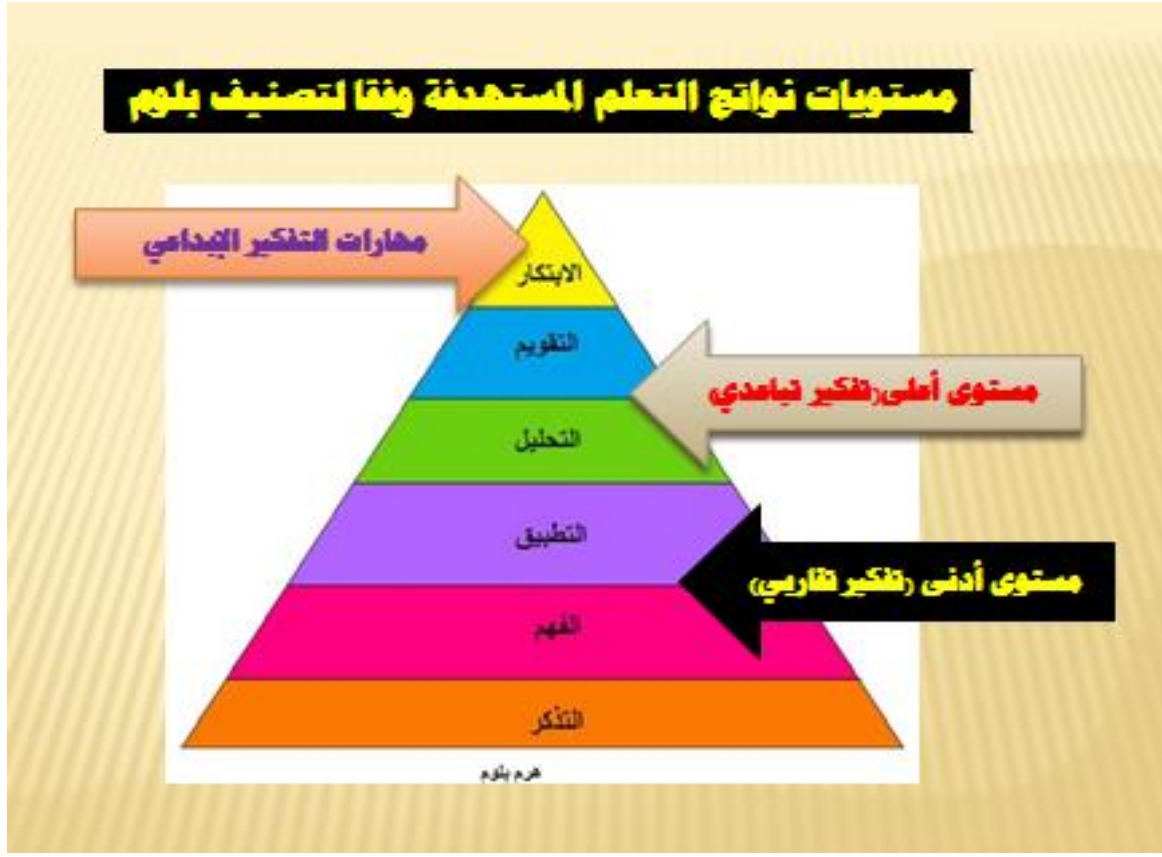 مستويات نواتج التعلم المستهدفة وفقا لتصنيف بلوم
مهارات التفكير الإبداعي
الابتكار
التقويم
مستوى أعلى(تفكير تباعدي)
التحليل
التطبيق
مستوى أدنى (تفكير تقاربي)
الفهم
التذكر
هرم بلوم